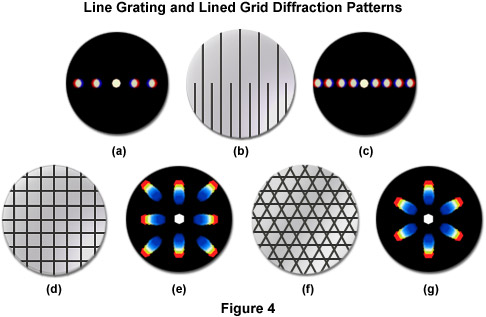 Line Grating and Lined Grid Diffraction Patterns
(a) (b) (c)
(d) (e) (f) (g)
Figure 4